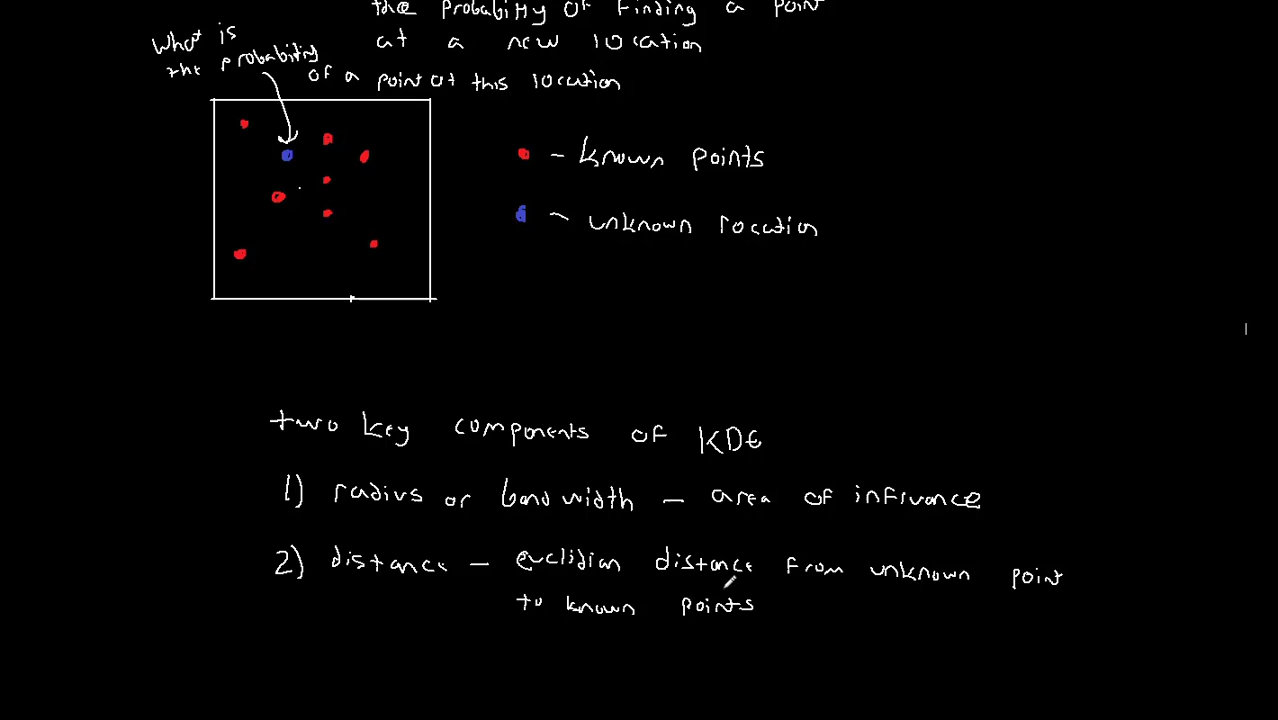 the probability of finding a point
at a new location
What is
the probability
of a point at this location
- known points
~ unknown location
two key components of KDE
1) radius or bandwidth - area of influance
2) distance - euclidian distance from unknown point
to known points